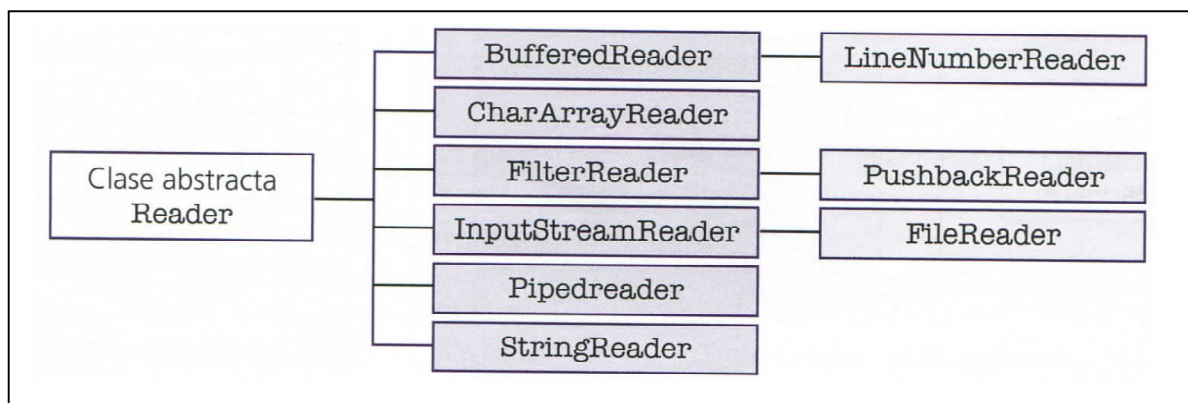 BufferedReader
LineNumberReader
CharArrayReader
Clase abstracta
Reader
FilterReader
PushbackReader
InputStreamReader
FileReader
Pipedreader
StringReader